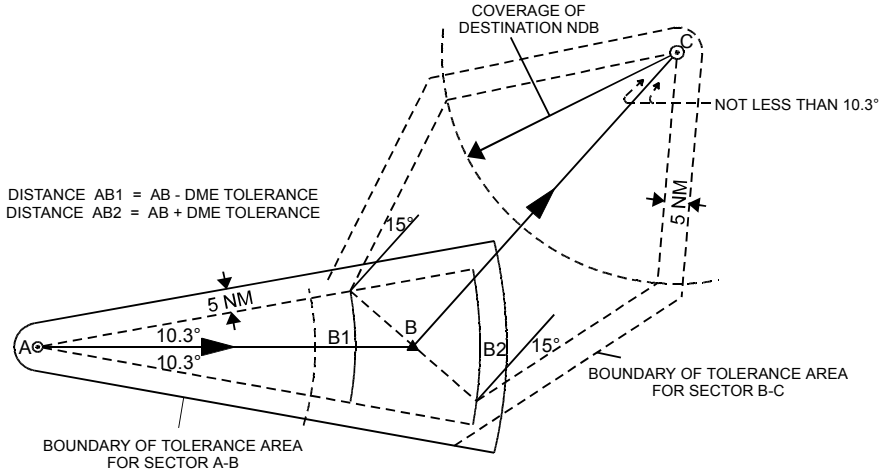 COVERAGE OF
DESTINATION NDB
C
NOT LESS THAN 10.3°
DISTANCE AB1 = AB - DME TOLERANCE
DISTANCE AB2 = AB + DME TOLERANCE
5 NM
15°
5 NM
10.3°
A
B1
B
B2
15°
10.3°
BOUNDARY OF TOLERANCE AREA
FOR SECTOR B-C
BOUNDARY OF TOLERANCE AREA
FOR SECTOR A-B